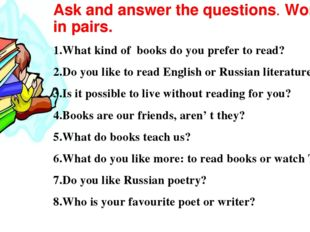 Ask and answer the questions. Wo
in pairs.
1.What kind of books do you prefer to read?
2.Do you like to read English or Russian literature
3.Is it possible to live without reading for you?
4.Books are our friends, aren' t they?
5.What do books teach us?
6.What do you like more: to read books or watch
7.Do you like Russian poetry?
8.Who is your favourite poet or writer?